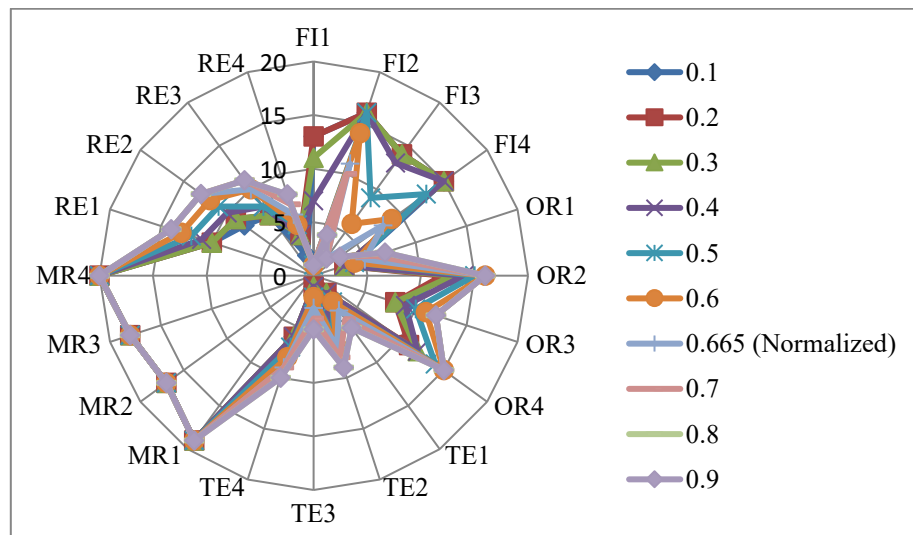 FI1
FI2
FI3
FI4
OR1
OR2
OR3
OR4
TE1
TE2
TE3
TE4
MR1
MR2
MR3
MR4
RE1
RE2
RE3
RE4
20
15
10
5
0
0.1
0.2
0.3
0.4
0.5
0.6
0.665 (Normalized)
0.7
0.8
0.9